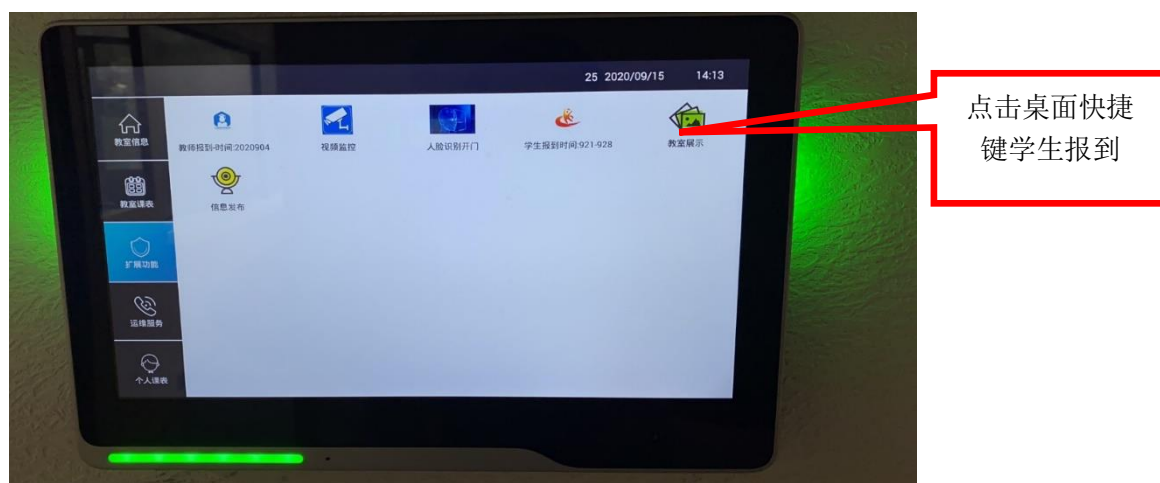 25 2020/09/15 14:13
教室信息
教师报到-时间:2020904
视频监控
人脸识别开门
学生报到时间:921-928
教室展示
教室课表
信息发布
扩展功能
运维服务
个人课表
点击桌面快捷
键学生报到